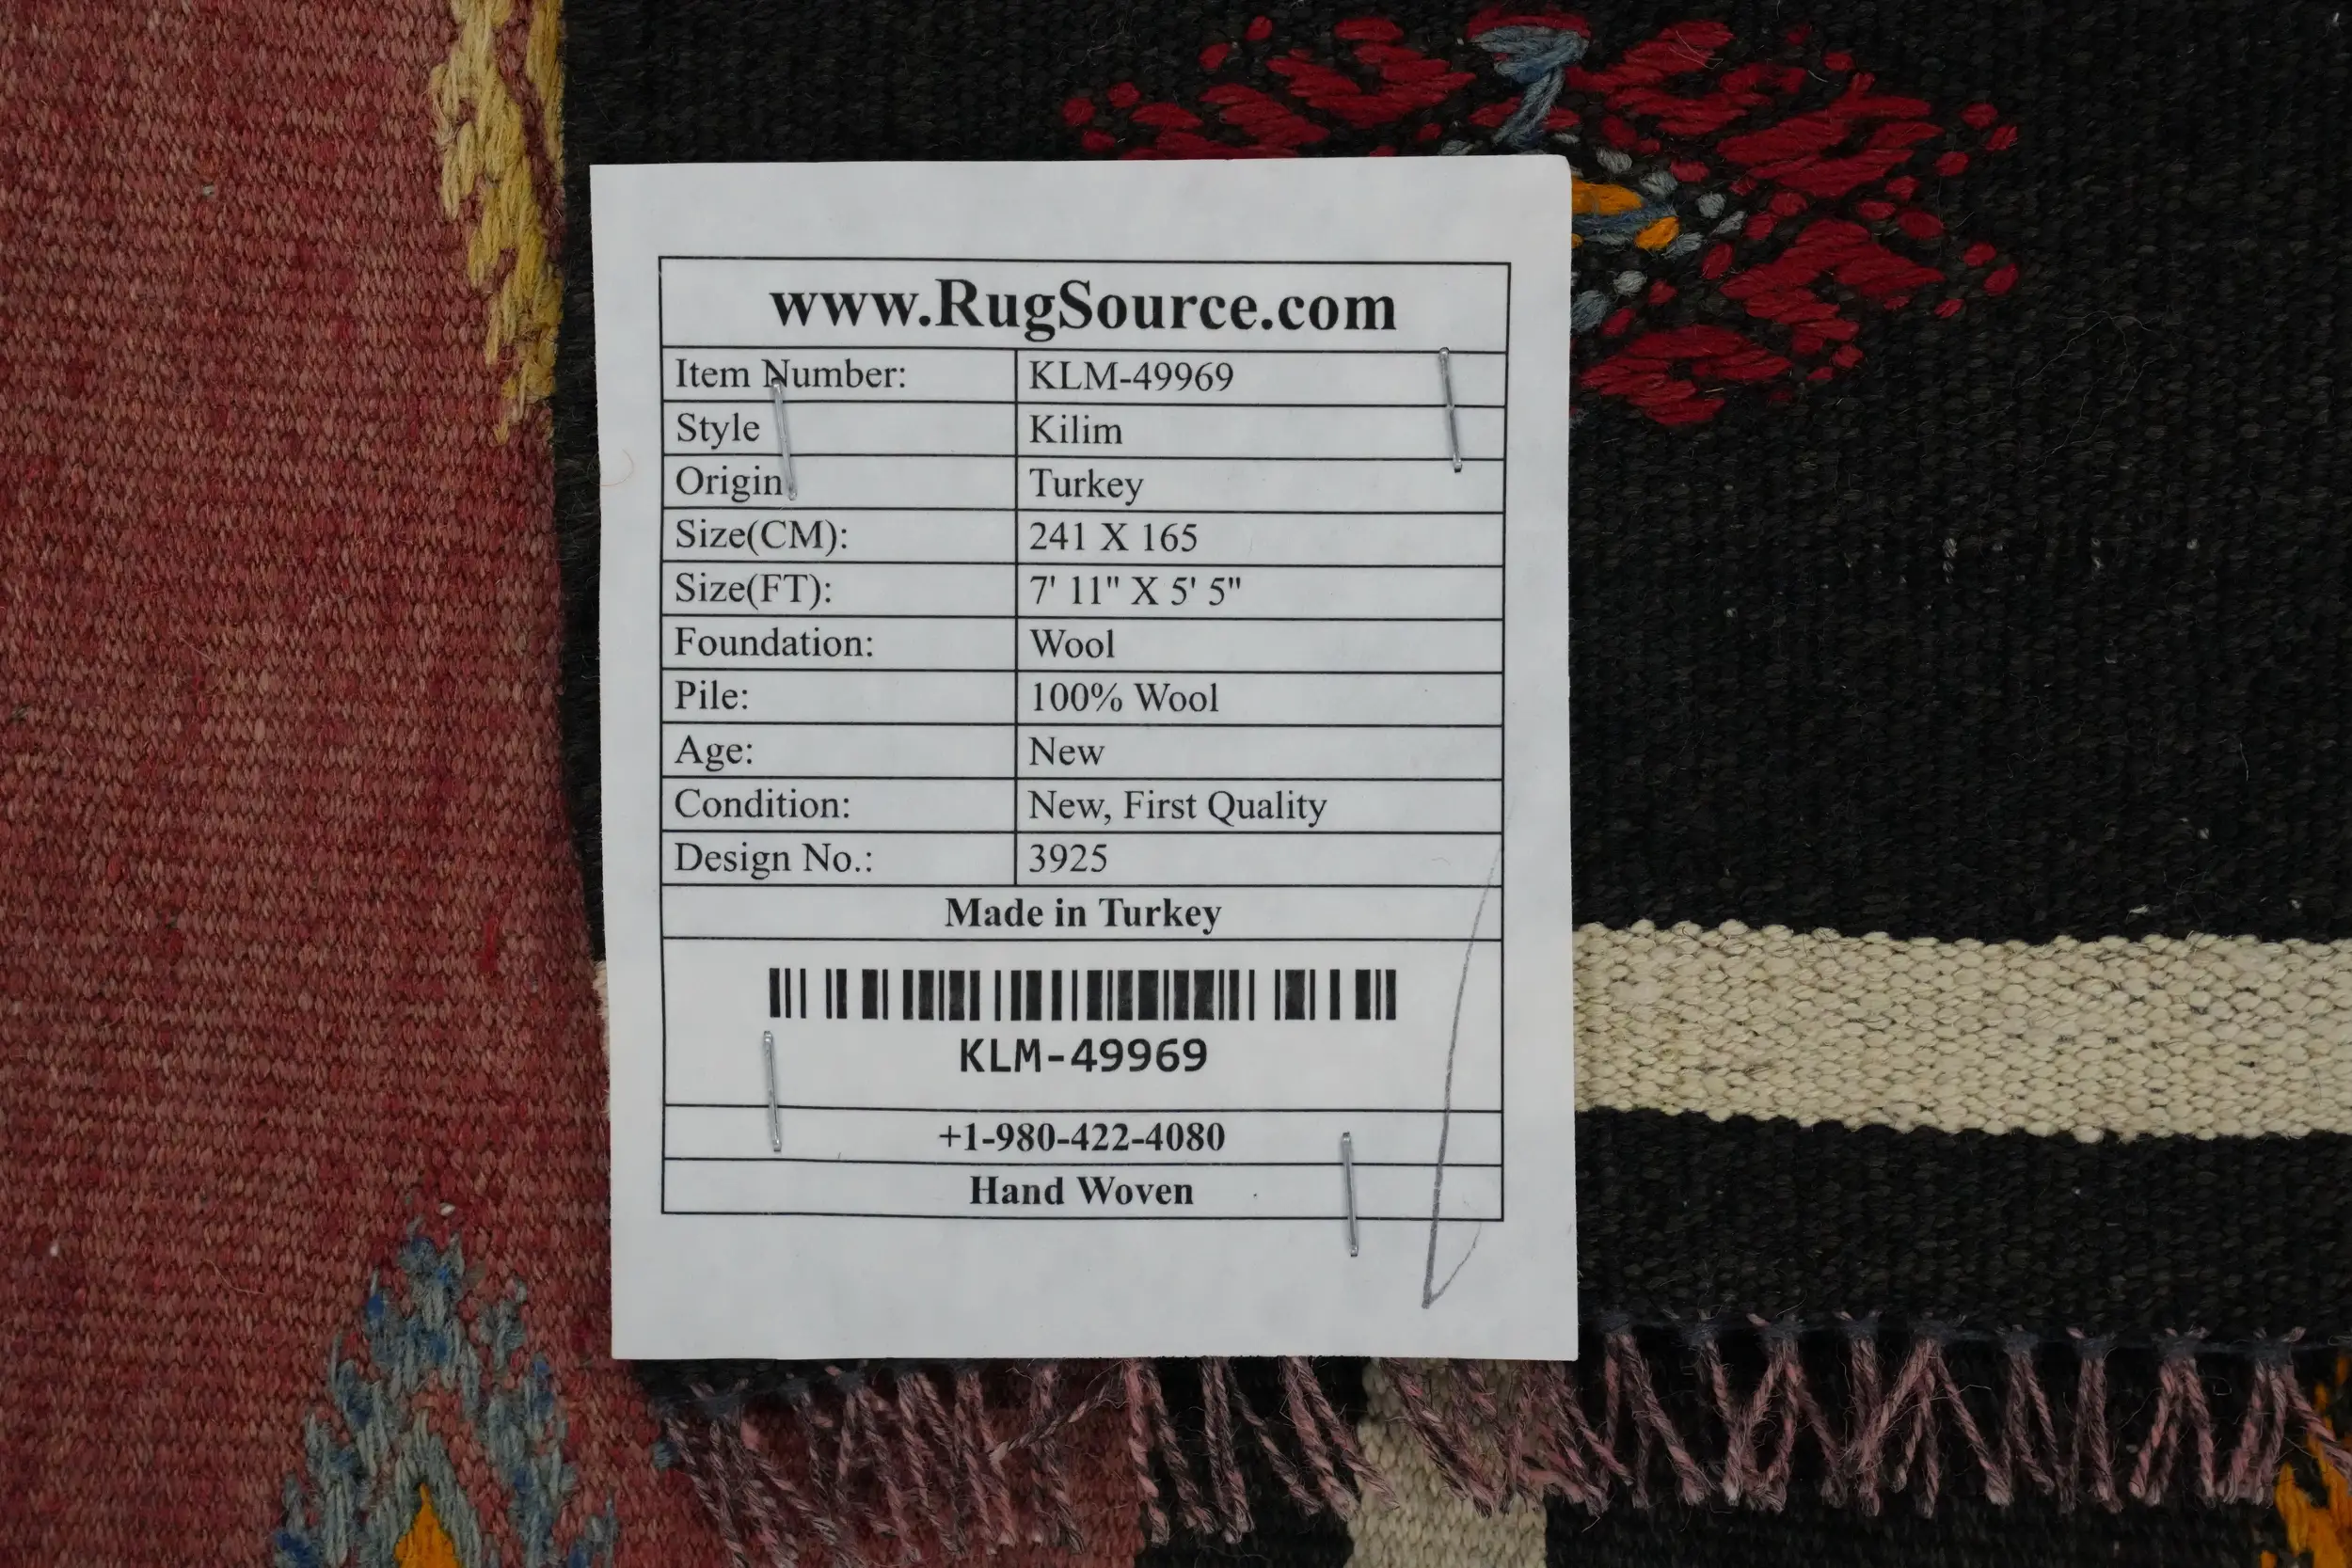 www.RugSource.com
Item Number: KLM-49969
Style Kilim
Origin Turkey
Size(CM): 241 X 165
Size(FT): 7' 11" X 5' 5"
Foundation: Wool
Pile: 100% Wool
Age: New
Condition: New, First Quality
Design No.: 3925
Made in Turkey
KLM-49969
+1-980-422-4080
Hand Woven